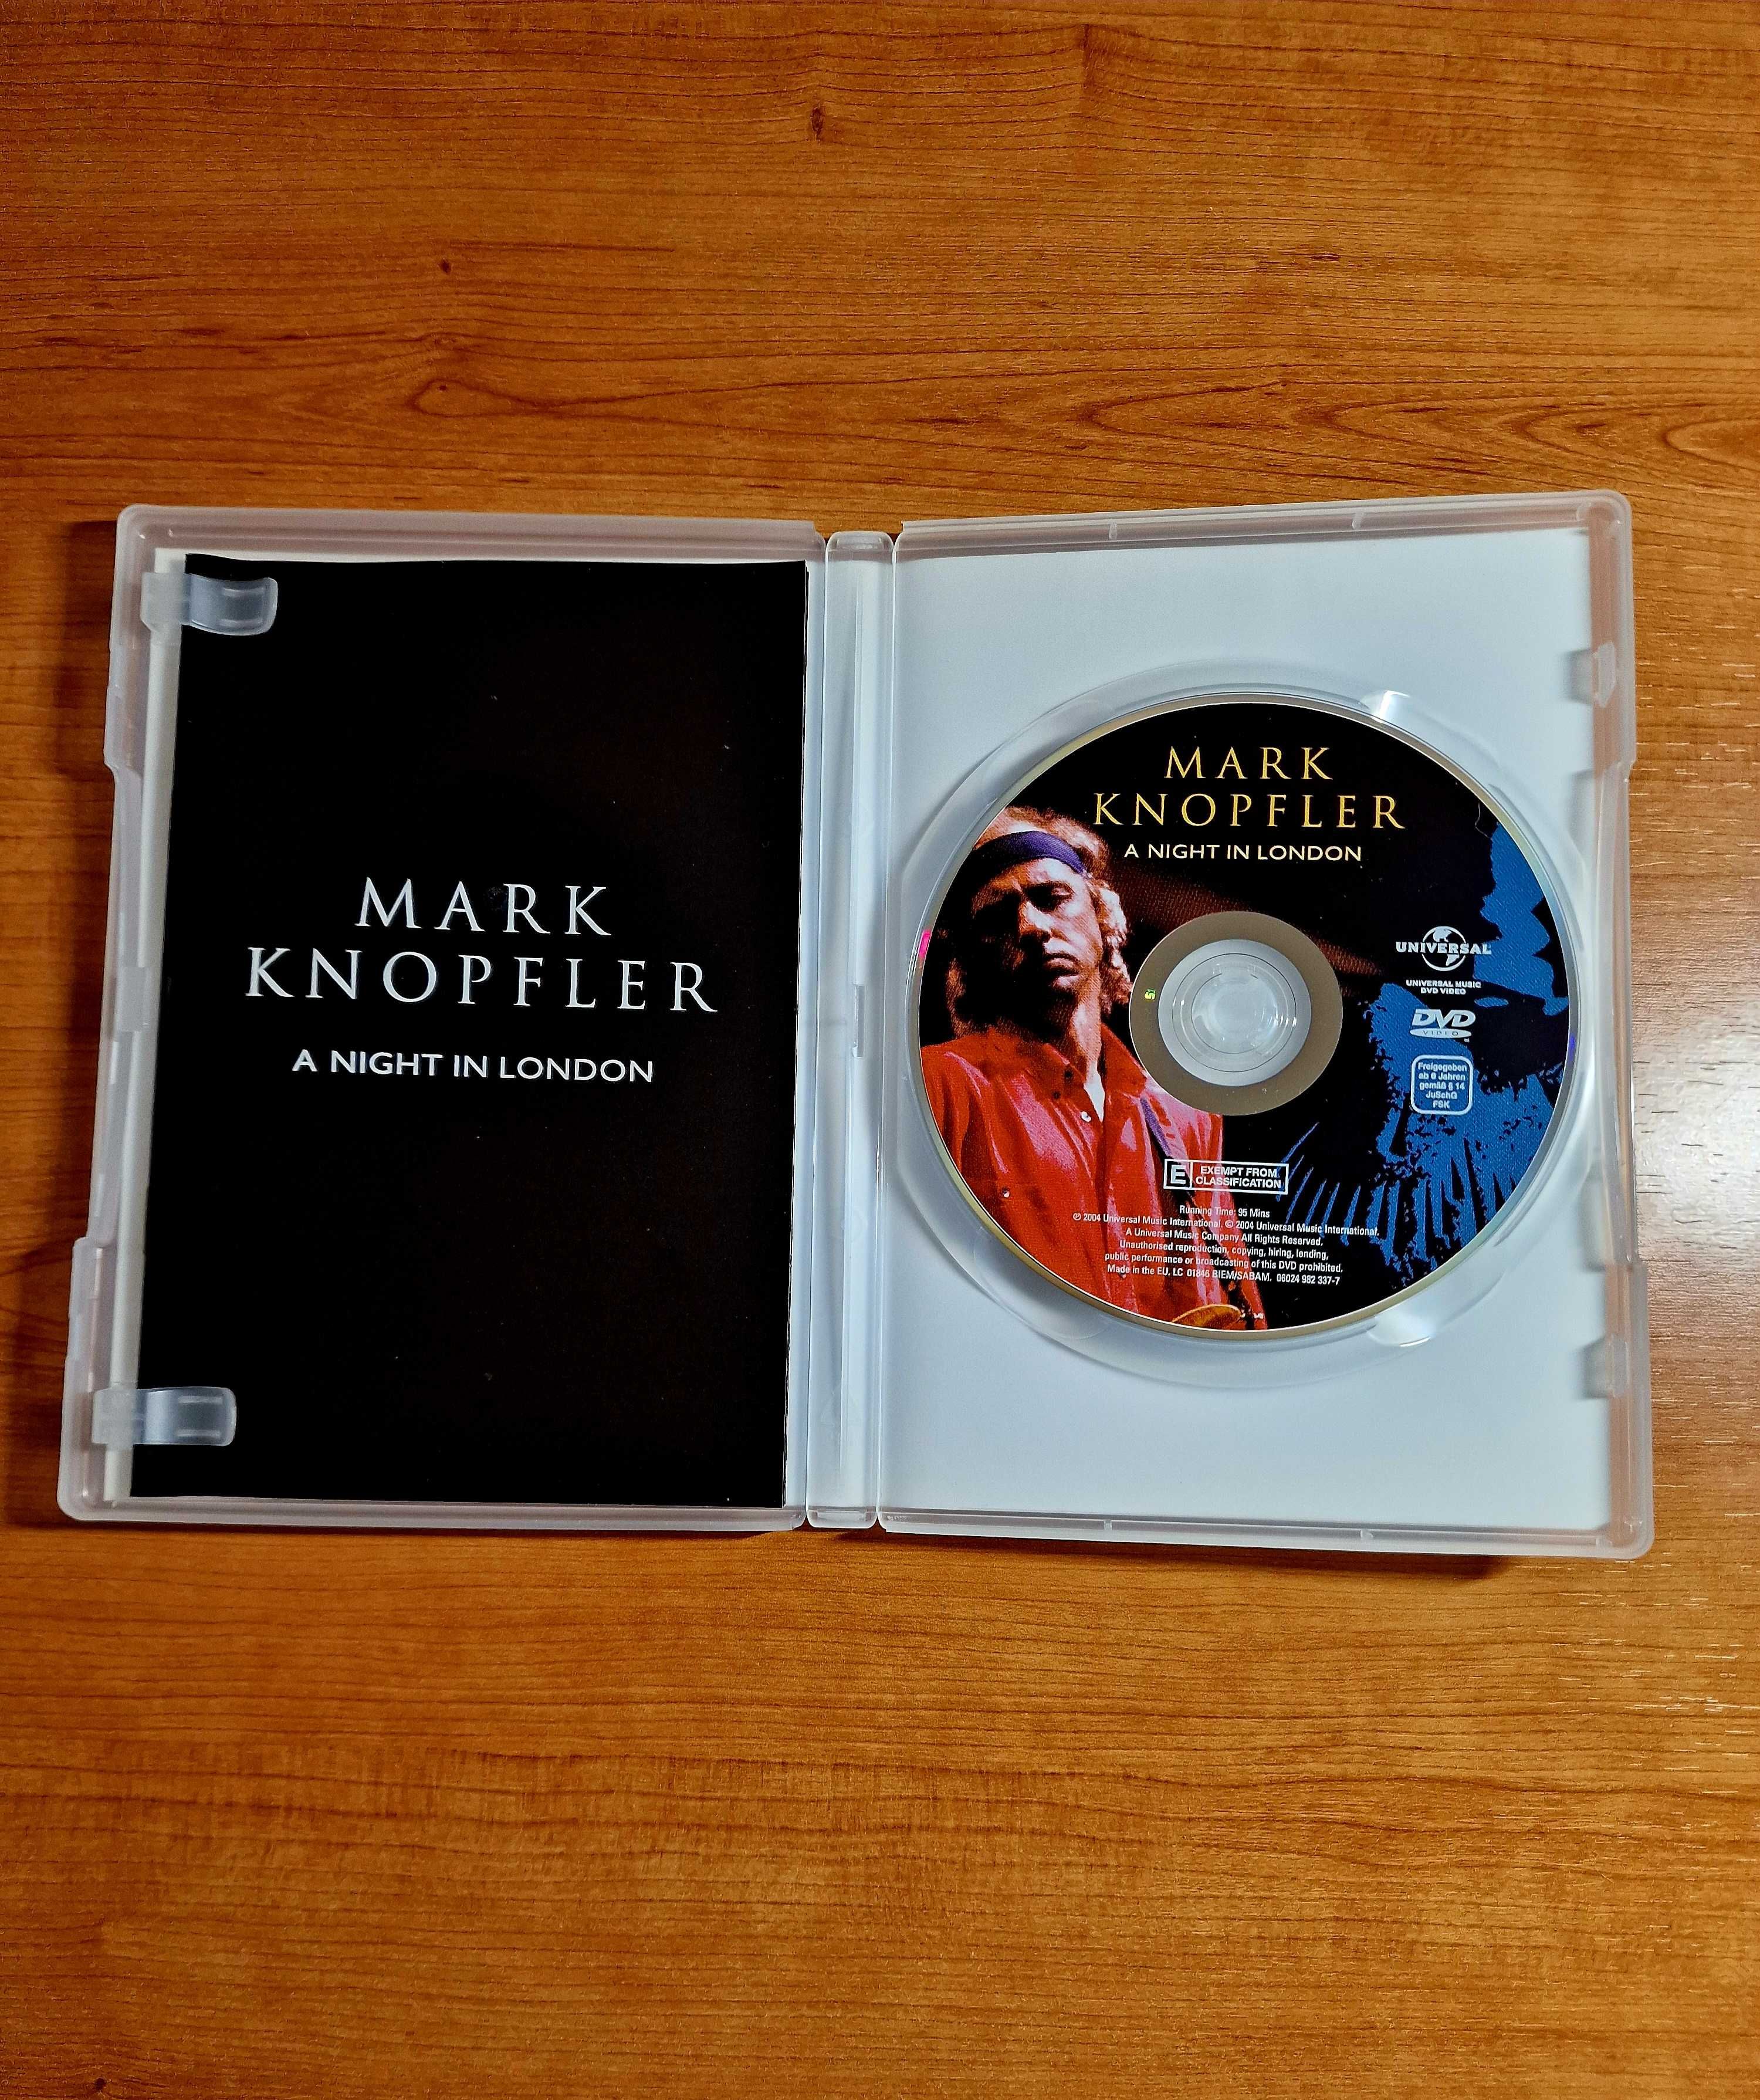 MARK
KNOPFLER
A NIGHT IN LONDON
MARK
KNOPFLER
A NIGHT IN LONDON
UNIVERSAL
UNIVERSAL MUSIC
DVD VIDEO
DVD
VIDEO
Freigegeben
ab 0 Jahren
gemäß § 14
JuSchG
FSK
E EXEMPT FROM
CLASSIFICATION
Running Time: 95 Mins
℗ 2004 Universal Music International. © 2004 Universal Music International.
A Universal Music Company All Rights Reserved.
Unauthorised reproduction, copying, hiring, lending,
public performance or broadcasting of this DVD prohibited.
Made in the EU. LC 01846 BIEM/SABAM. 06024 982 337-7